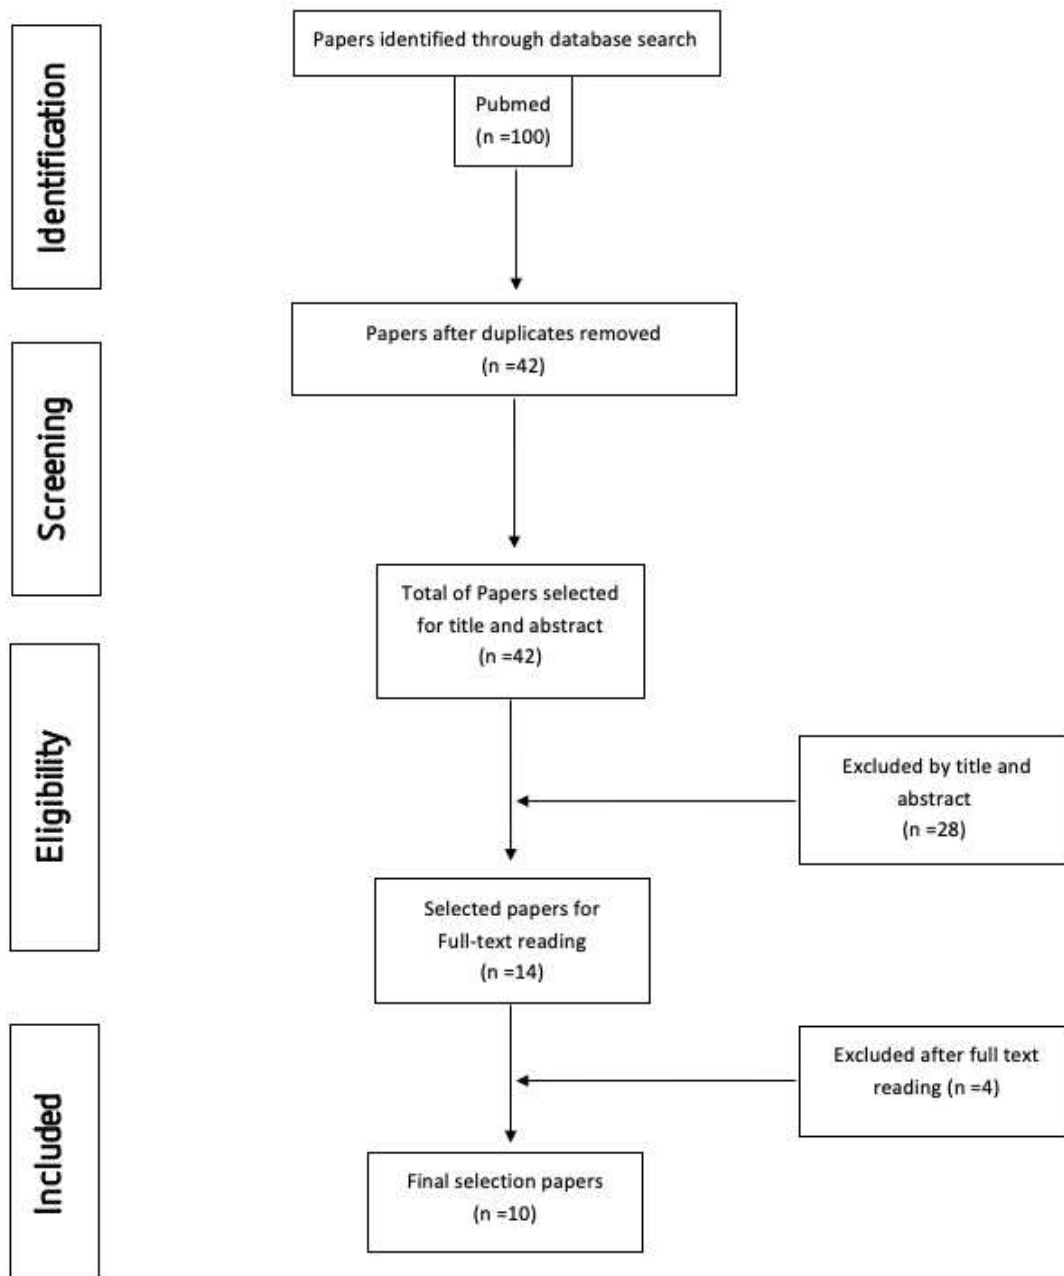 Identification
Papers identified through database search
Pubmed
(n =100)
Screening
Papers after duplicates removed
(n =42)
Total of Papers selected
for title and abstract
(n =42)
Eligibility
Excluded by title and
abstract
(n =28)
Selected papers for
Full-text reading
(n =14)
Included
Excluded after full text
reading (n =4)
Final selection papers
(n =10)